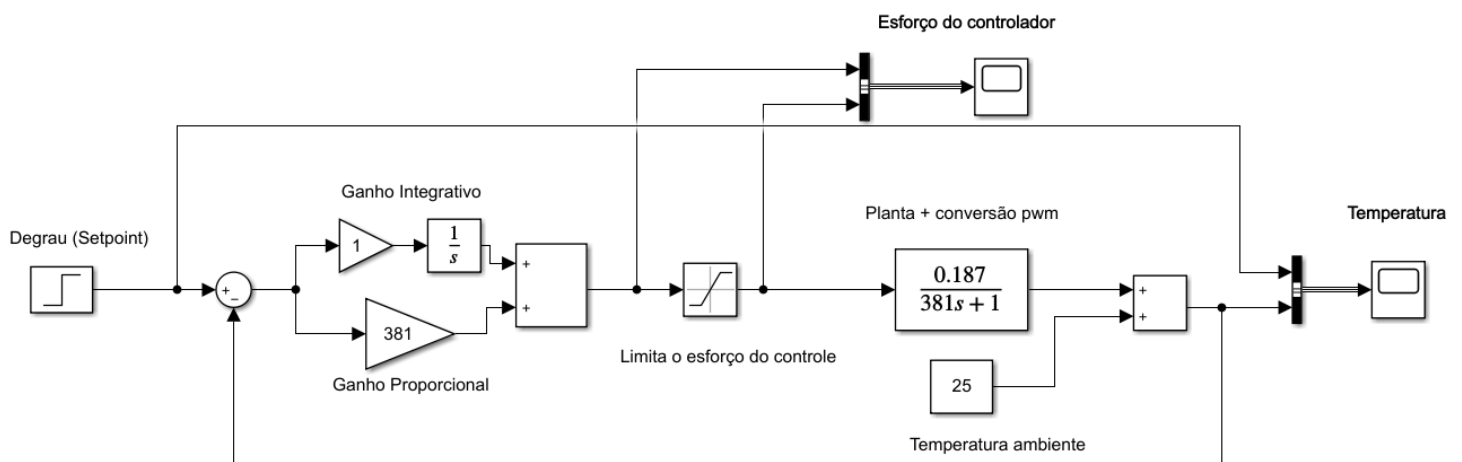 Esforço do controlador
Ganho Integrativo
Degrau (Setpoint)
Planta + conversão pwm
Temperatura
1
1
s
+
+
−
+
+
381
0.187
381s + 1
+
+
Limita o esforço do controle
Ganho Proporcional
25
Temperatura ambiente